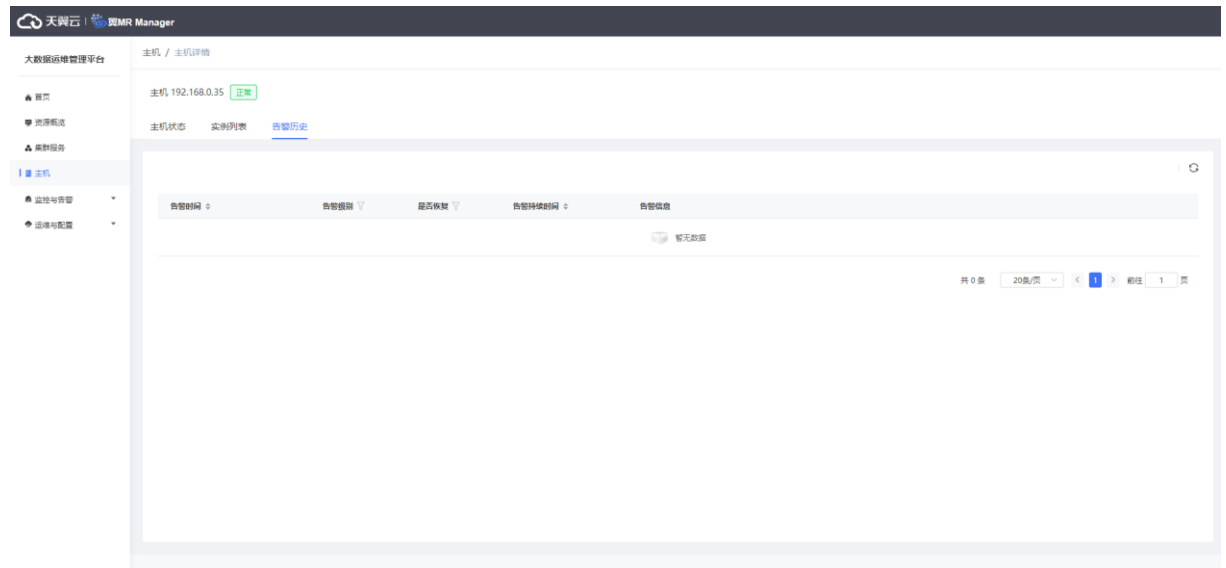 天翼云 翼MR Manager
大数据运维管理平台
首页
资源概览
集群服务
主机
监控与告警
运维与配置
主机 / 主机详情
主机 192.168.0.35 正常
主机状态 实例列表 告警历史
告警时间 告警级别 是否恢复 告警持续时间 告警信息
暂无数据
共 0 条 20条/页 1 前往 1 页